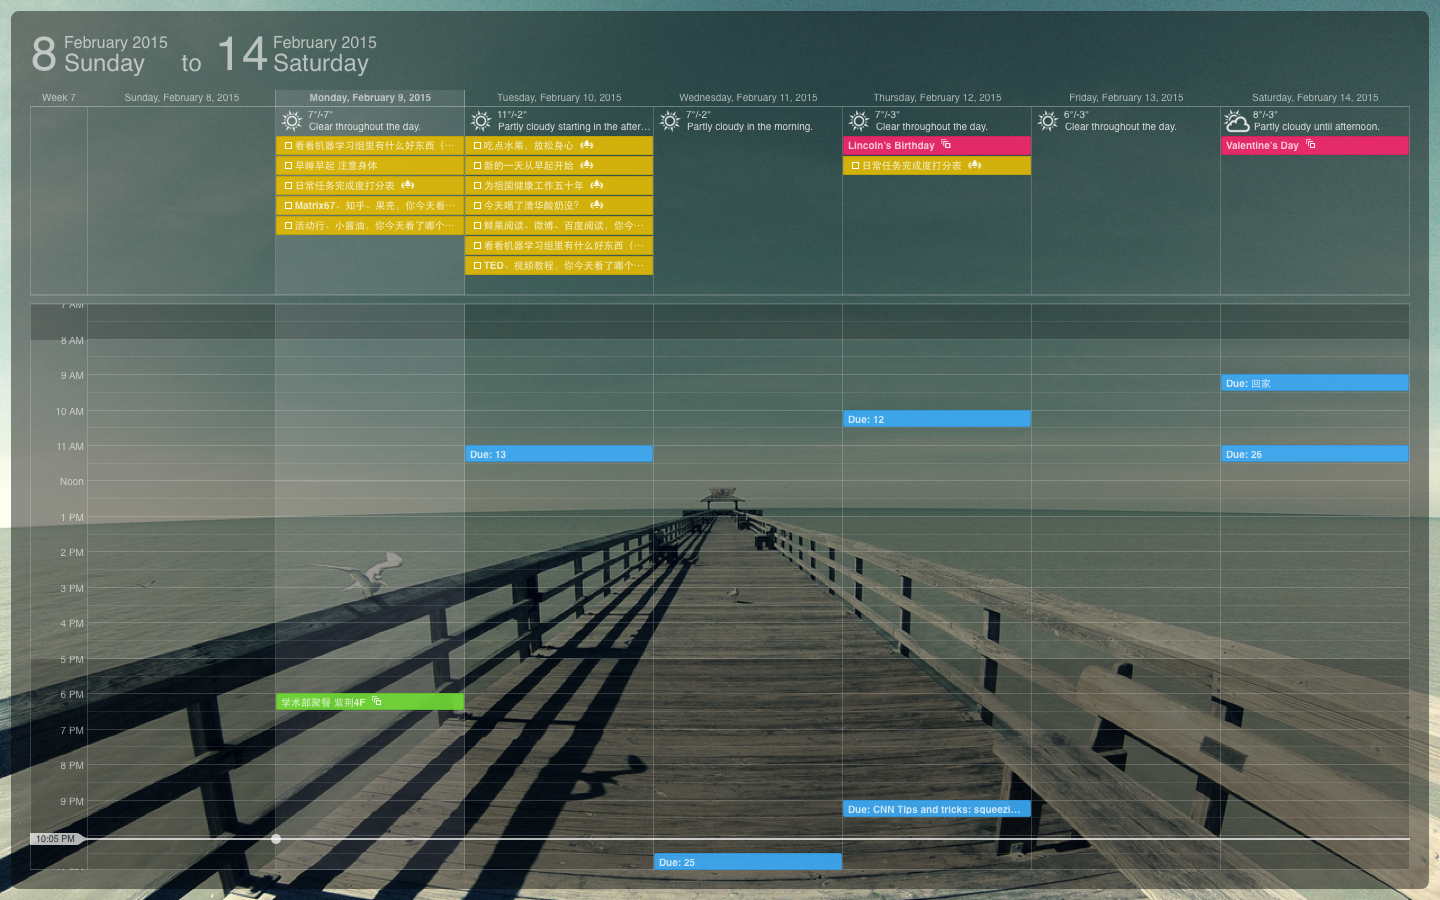 8 February 2015 Sunday to 14 February 2015 Saturday
Week 7
Sunday, February 8, 2015
Monday, February 9, 2015
Tuesday, February 10, 2015
Wednesday, February 11, 2015
Thursday, February 12, 2015
Friday, February 13, 2015
Saturday, February 14, 2015
7°/-7°
Clear throughout the day.
看看机器学习组里有什么好东西（…
早睡早起 注意身体
日常任务完成度打分表
Matrix67、知乎、果壳，你今天看…
活动行、小酱油，你今天看了哪个…
11°/-2°
Partly cloudy starting in the after…
吃点水果，放松身心
新的一天从早起开始
为祖国健康工作五十年
今天喝了清华酸奶没？
鲜果阅读、微博、百度阅读，你今…
看看机器学习组里有什么好东西（…
TED、视频教程，你今天看了哪个…
7°/-2°
Partly cloudy in the morning.
7°/-3°
Clear throughout the day.
Lincoln's Birthday
日常任务完成度打分表
6°/-3°
Clear throughout the day.
8°/-3°
Partly cloudy until afternoon.
Valentine's Day
7 AM
8 AM
9 AM
Due: 回家
10 AM
Due: 12
11 AM
Due: 13
Due: 26
Noon
1 PM
2 PM
3 PM
4 PM
5 PM
6 PM
学术部聚餐 紫荆4F
7 PM
8 PM
9 PM
Due: CNN Tips and tricks: squeezi…
10:05 PM
Due: 25